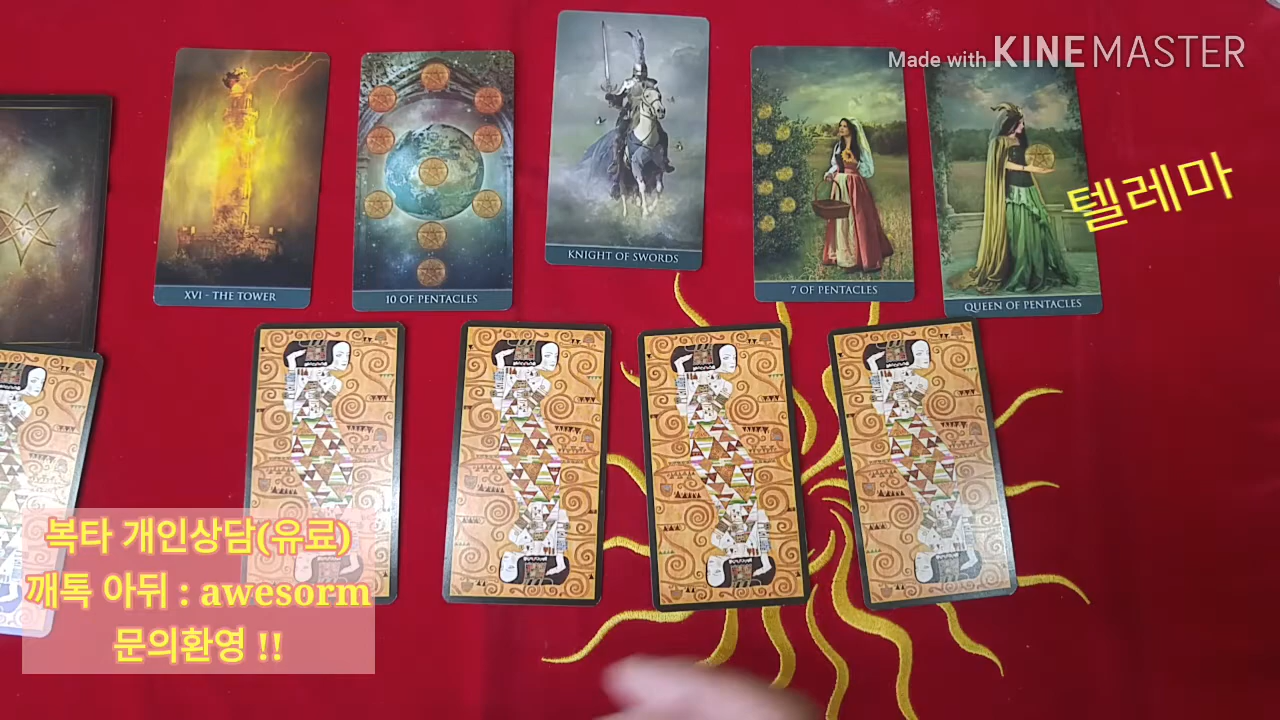 Made with KINEMASTER
XVI - THE TOWER
10 OF PENTACLES
KNIGHT OF SWORDS
7 OF PENTACLES
QUEEN OF PENTACLES
텔레마
복타 개인상담(유료)
깨톡 아뒤 : awesorm
문의환영 !!